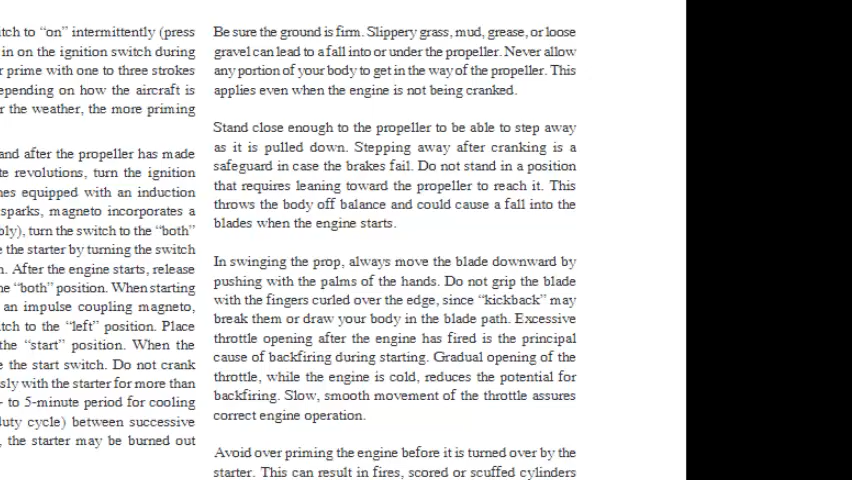 itch to “on” intermittently (press
in on the ignition switch during
prime with one to three strokes
epending on how the aircraft is
the weather, the more priming
and after the propeller has made
revolutions, turn the ignition
equipped with an induction
sparks, magneto incorporates a
turn the switch to the “both”
the starter by turning the switch
After the engine starts, release
“both” position. When starting
an impulse coupling magneto,
to the “left” position. Place
the “start” position. When the
the start switch. Do not crank
with the starter for more than
to 5-minute period for cooling
cycle) between successive
, the starter may be burned out
Be sure the ground is firm. Slippery grass, mud, grease, or loose
gravel can lead to a fall into or under the propeller. Never allow
any portion of your body to get in the way of the propeller. This
applies even when the engine is not being cranked.
Stand close enough to the propeller to be able to step away
as it is pulled down. Stepping away after cranking is a
safeguard in case the brakes fail. Do not stand in a position
that requires leaning toward the propeller to reach it. This
throws the body off balance and could cause a fall into the
blades when the engine starts.
In swinging the prop, always move the blade downward by
pushing with the palms of the hands. Do not grip the blade
with the fingers curled over the edge, since “kickback” may
break them or draw your body in the blade path. Excessive
throttle opening after the engine has fired is the principal
cause of backfiring during starting. Gradual opening of the
throttle, while the engine is cold, reduces the potential for
backfiring. Slow, smooth movement of the throttle assures
correct engine operation.
Avoid over priming the engine before it is turned over by the
starter. This can result in fires, scored or scuffed cylinders